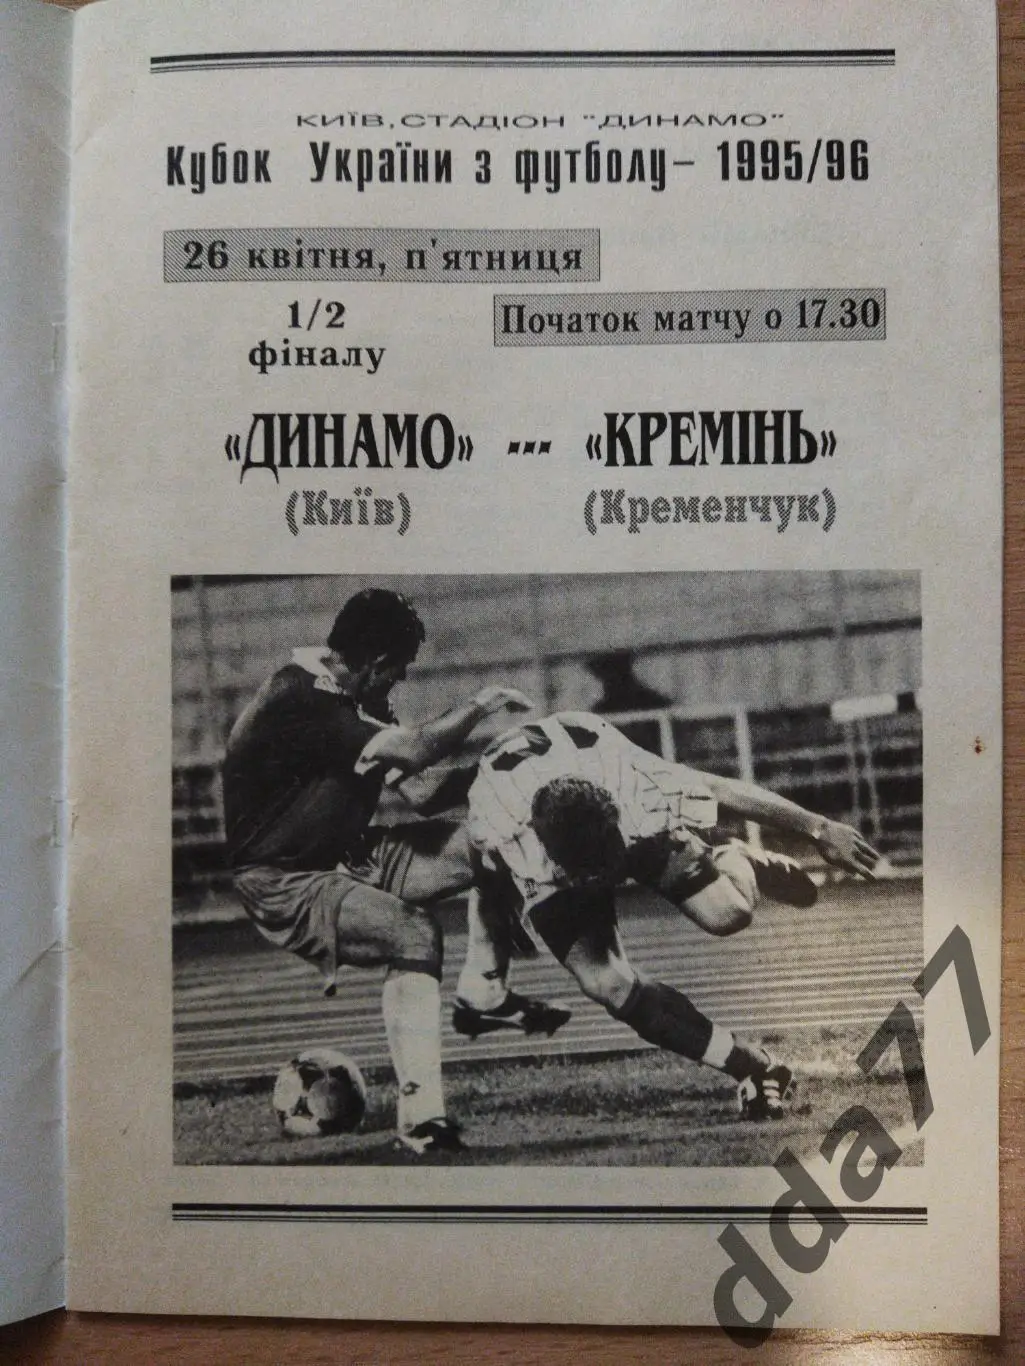 КИЇВ, СТАДІОН "ДИНАМО"
Кубок України з футболу – 1995/96
26 квітня, п'ятниця
1/2
фіналу
Початок матчу о 17.30
«ДИНАМО» --- «КРЕМІНЬ»
(Київ) (Кременчук)
dda77